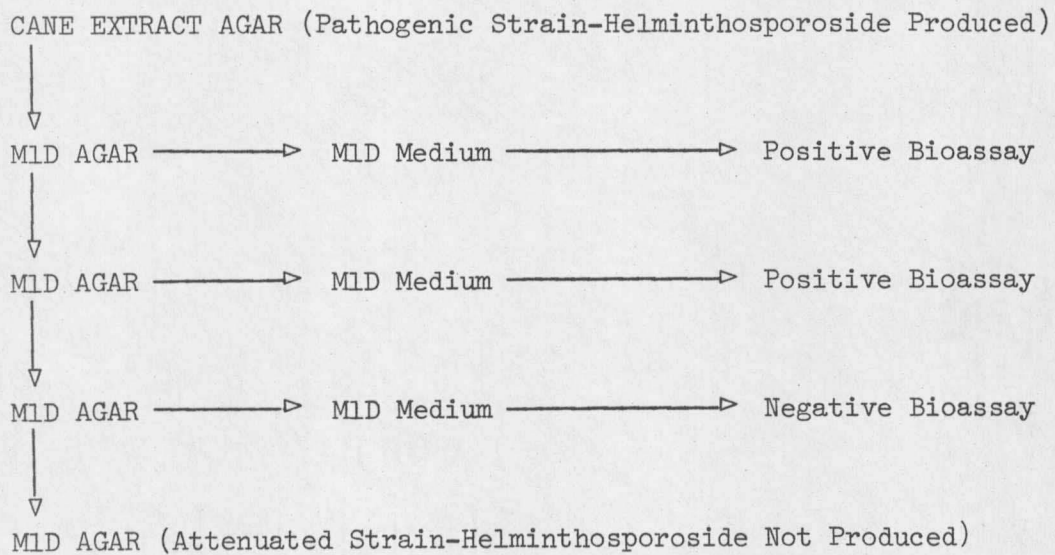 CANE EXTRACT AGAR (Pathogenic Strain-Helminthosporoside Produced)
M1D AGAR M1D Medium Positive Bioassay
M1D AGAR M1D Medium Positive Bioassay
M1D AGAR M1D Medium Negative Bioassay
M1D AGAR (Attenuated Strain-Helminthosporoside Not Produced)